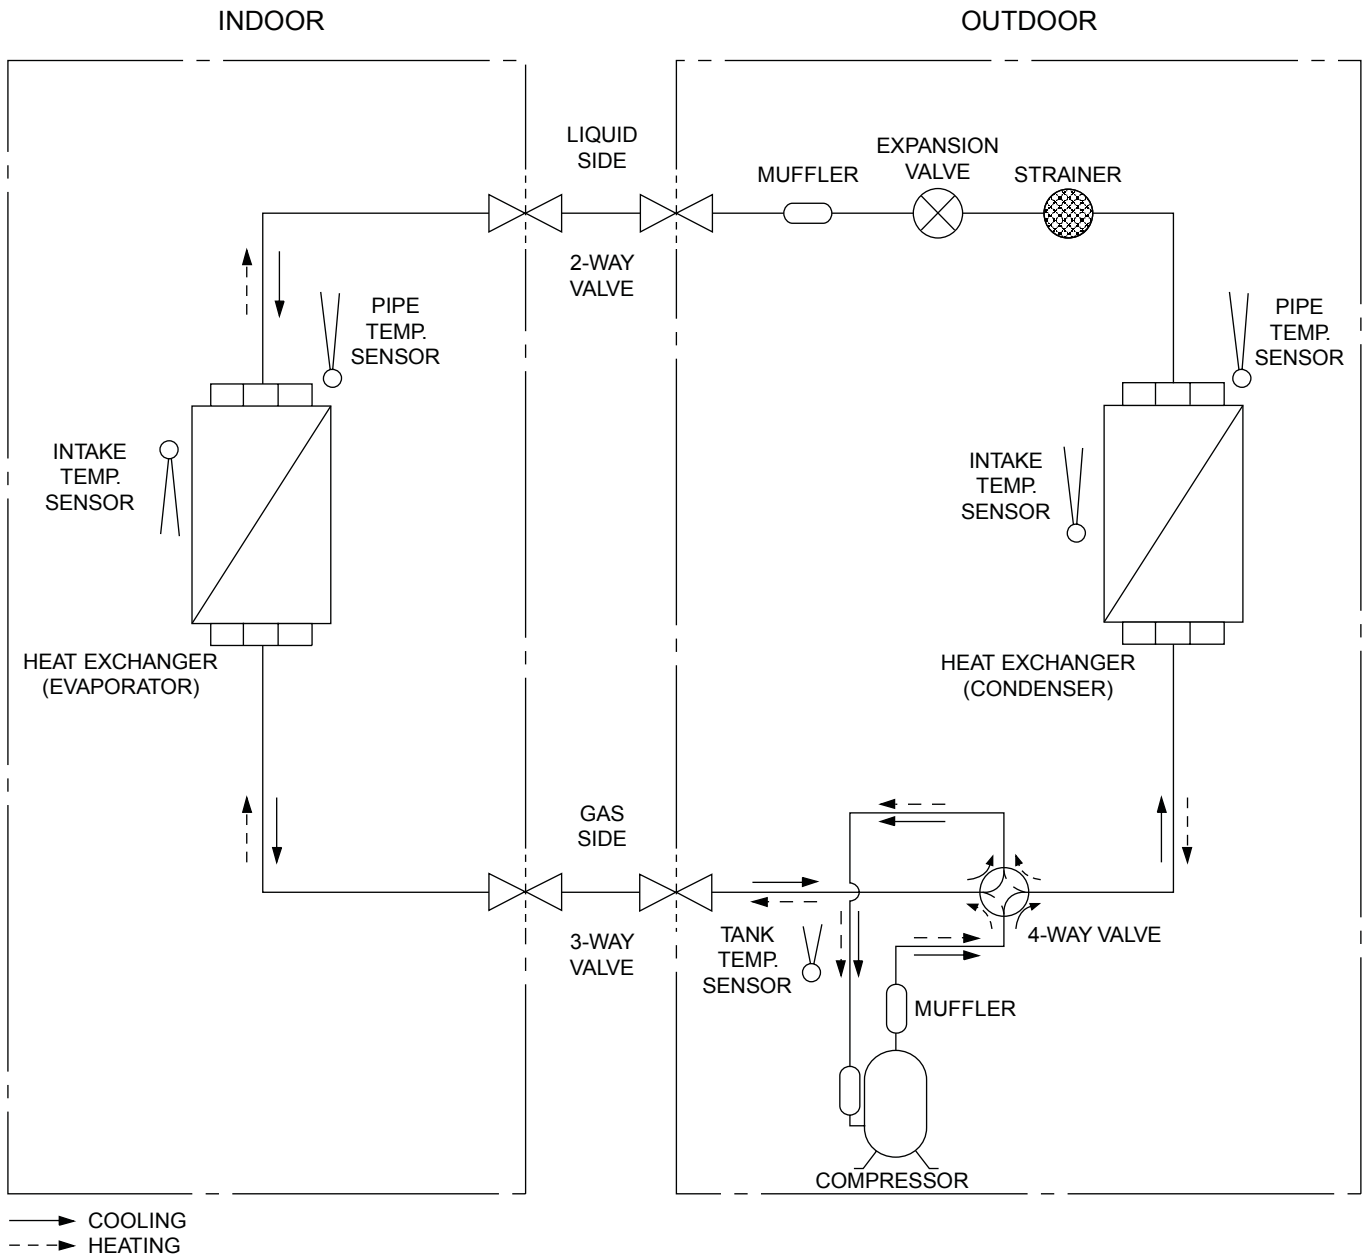 INDOOR
OUTDOOR
LIQUID
SIDE
MUFFLER
EXPANSION
VALVE
STRAINER
2-WAY
VALVE
PIPE
TEMP.
SENSOR
PIPE
TEMP.
SENSOR
INTAKE
TEMP.
SENSOR
INTAKE
TEMP.
SENSOR
HEAT EXCHANGER
(EVAPORATOR)
HEAT EXCHANGER
(CONDENSER)
GAS
SIDE
3-WAY
VALVE
TANK
TEMP.
SENSOR
4-WAY VALVE
MUFFLER
COMPRESSOR
COOLING
HEATING